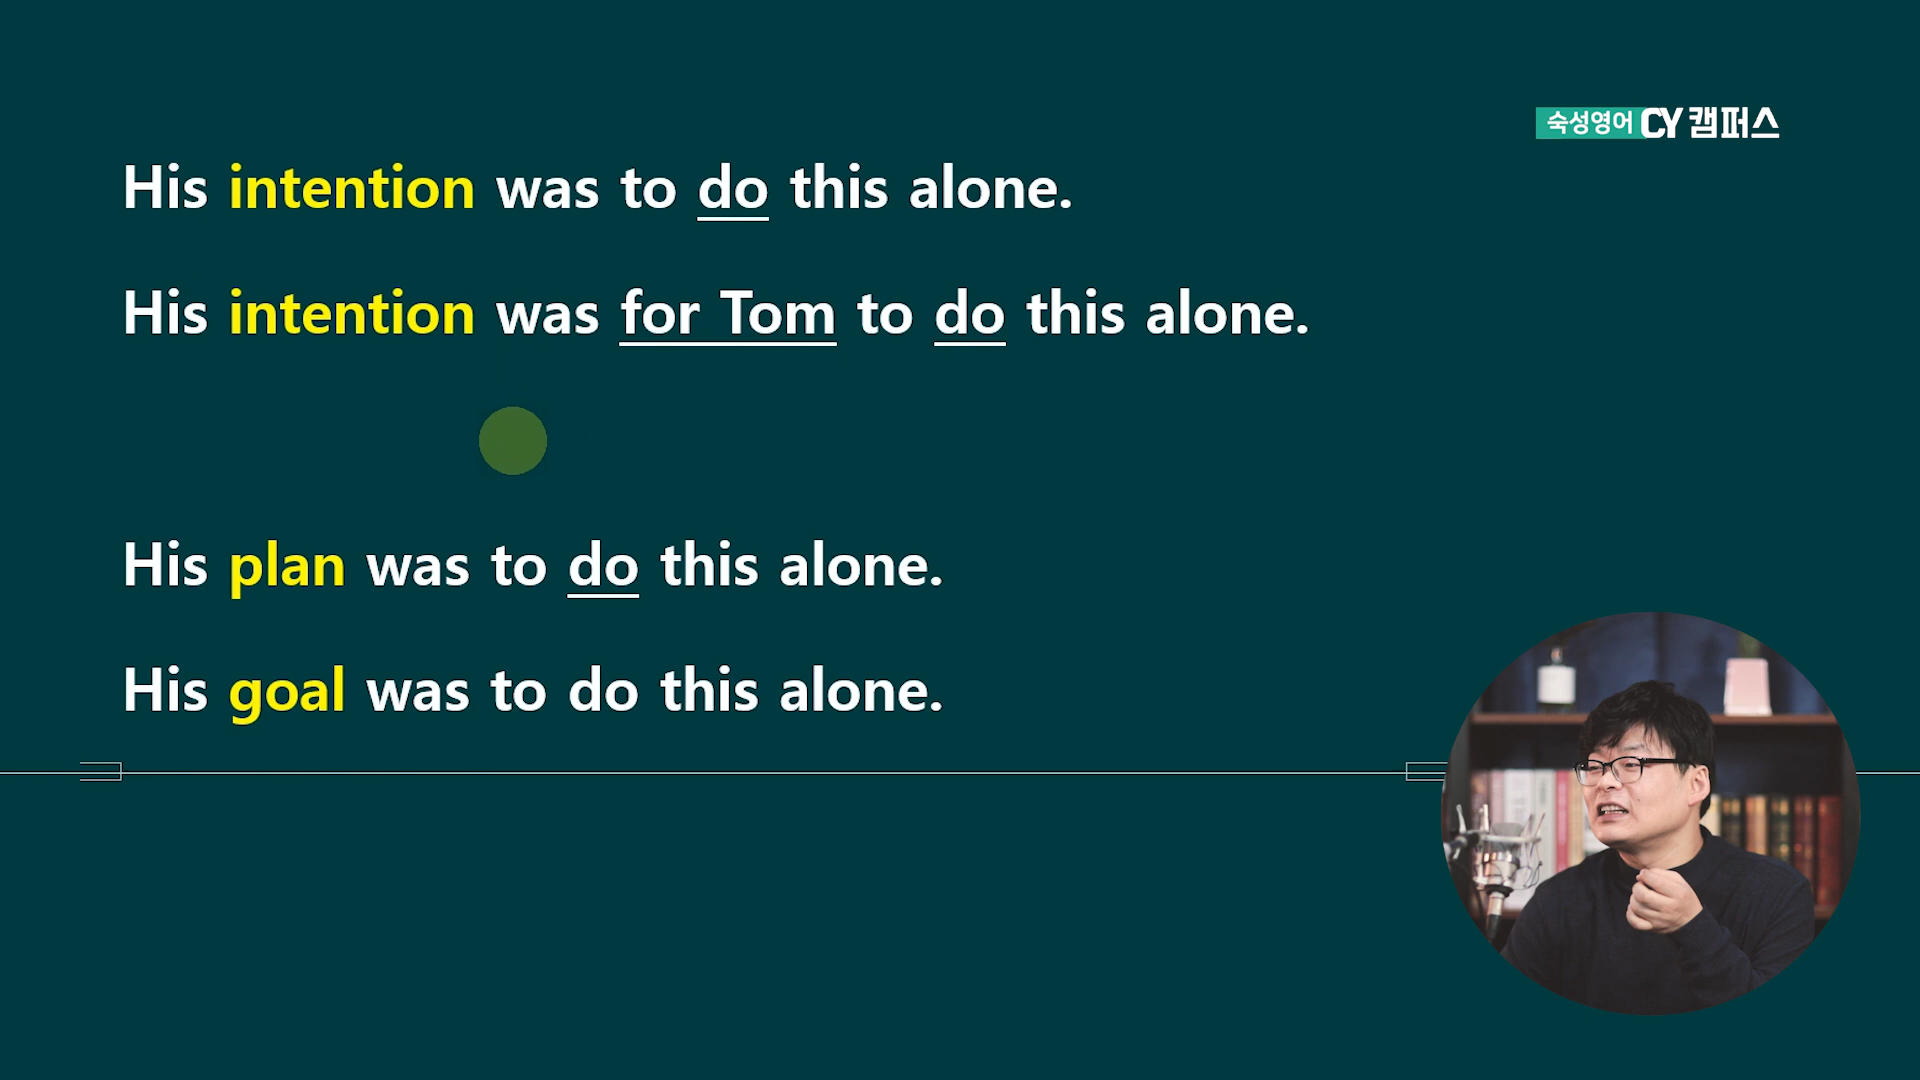 숙성영어 CY 캠퍼스
His intention was to do this alone.
His intention was for Tom to do this alone.
His plan was to do this alone.
His goal was to do this alone.